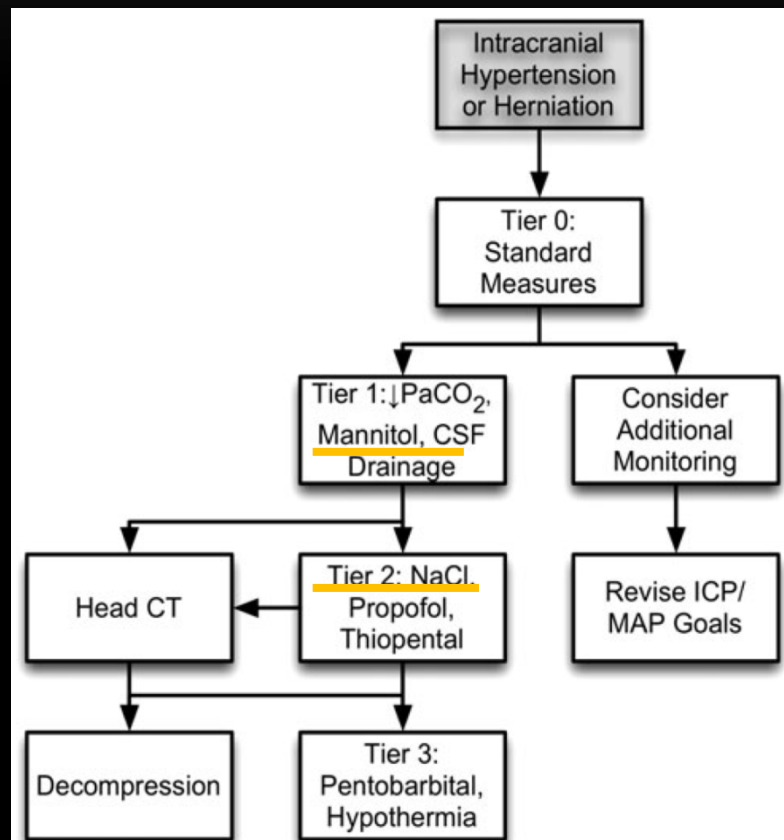 Intracranial
Hypertension
or Herniation
Tier 0:
Standard
Measures
Tier 1:↓PaCO₂,
Mannitol, CSF
Drainage
Consider
Additional
Monitoring
Head CT
Tier 2: NaCl,
Propofol,
Thiopental
Revise ICP/
MAP Goals
Decompression
Tier 3:
Pentobarbital,
Hypothermia